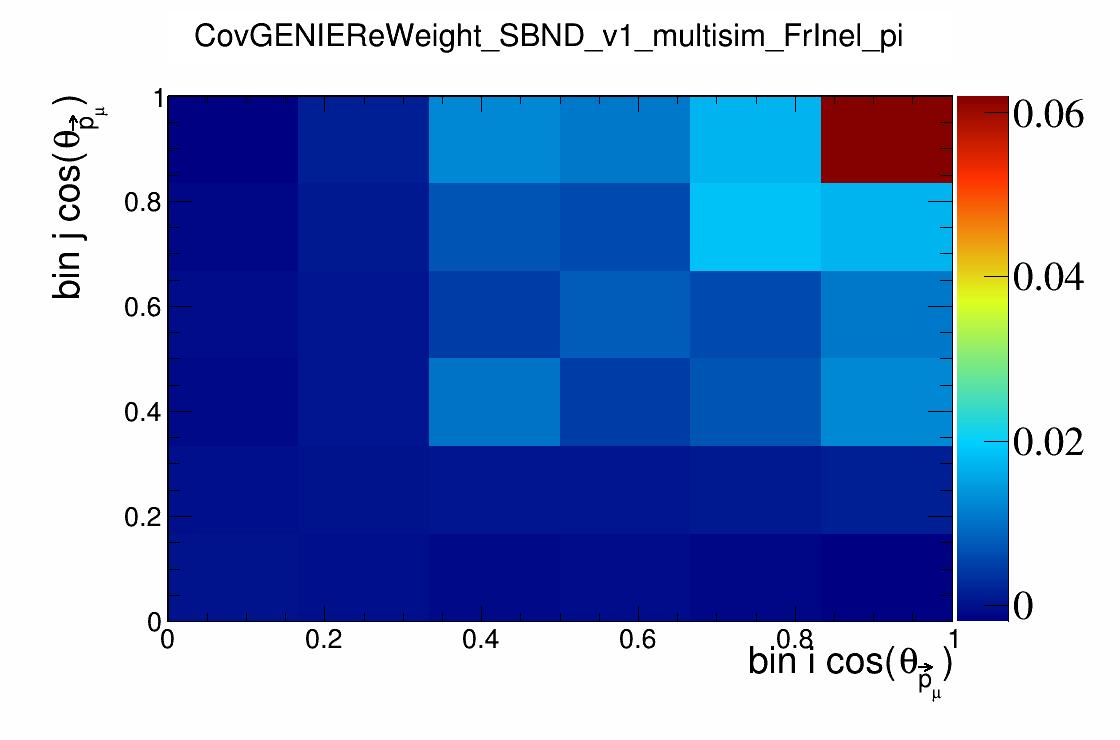 CovGENIEReWeight_SBND_v1_multisim_FrInel_pi
bin j cos(θ_p⃗_μ)
1
0.8
0.6
0.4
0.2
0
0 0.2 0.4 0.6 0.8 1
bin i cos(θ_p⃗_μ)
0.06
0.04
0.02
0